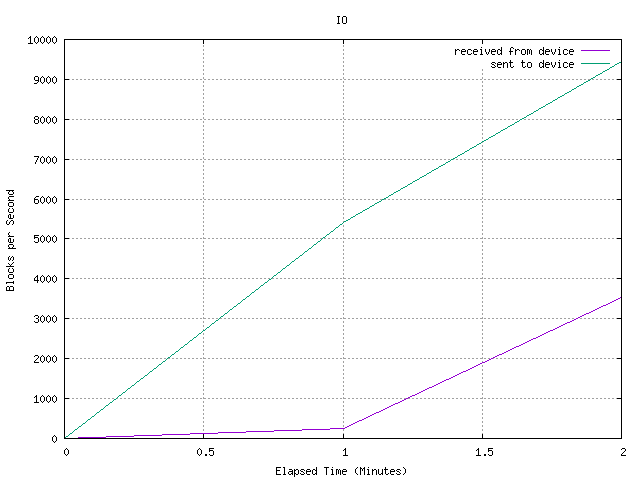 IO
10000
9000
8000
7000
6000
5000
4000
3000
2000
1000
0
Blocks per Second
received from device
sent to device
0 0.5 1 1.5 2
Elapsed Time (Minutes)